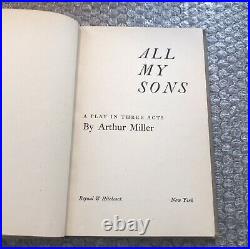 ALL
MY
SONS
A PLAY IN THREE ACTS
By Arthur Miller
Reynal & Hitchcock New York